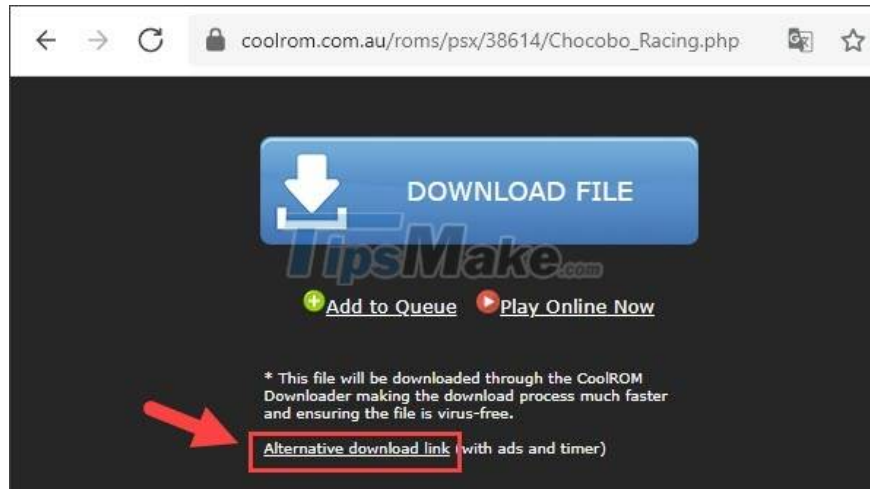 coolrom.com.au/roms/psx/38614/Chocobo_Racing.php
DOWNLOAD FILE
TipsMake.com
Add to Queue Play Online Now
* This file will be downloaded through the CoolROM
Downloader making the download process much faster
and ensuring the file is virus-free.
Alternative download link (with ads and timer)